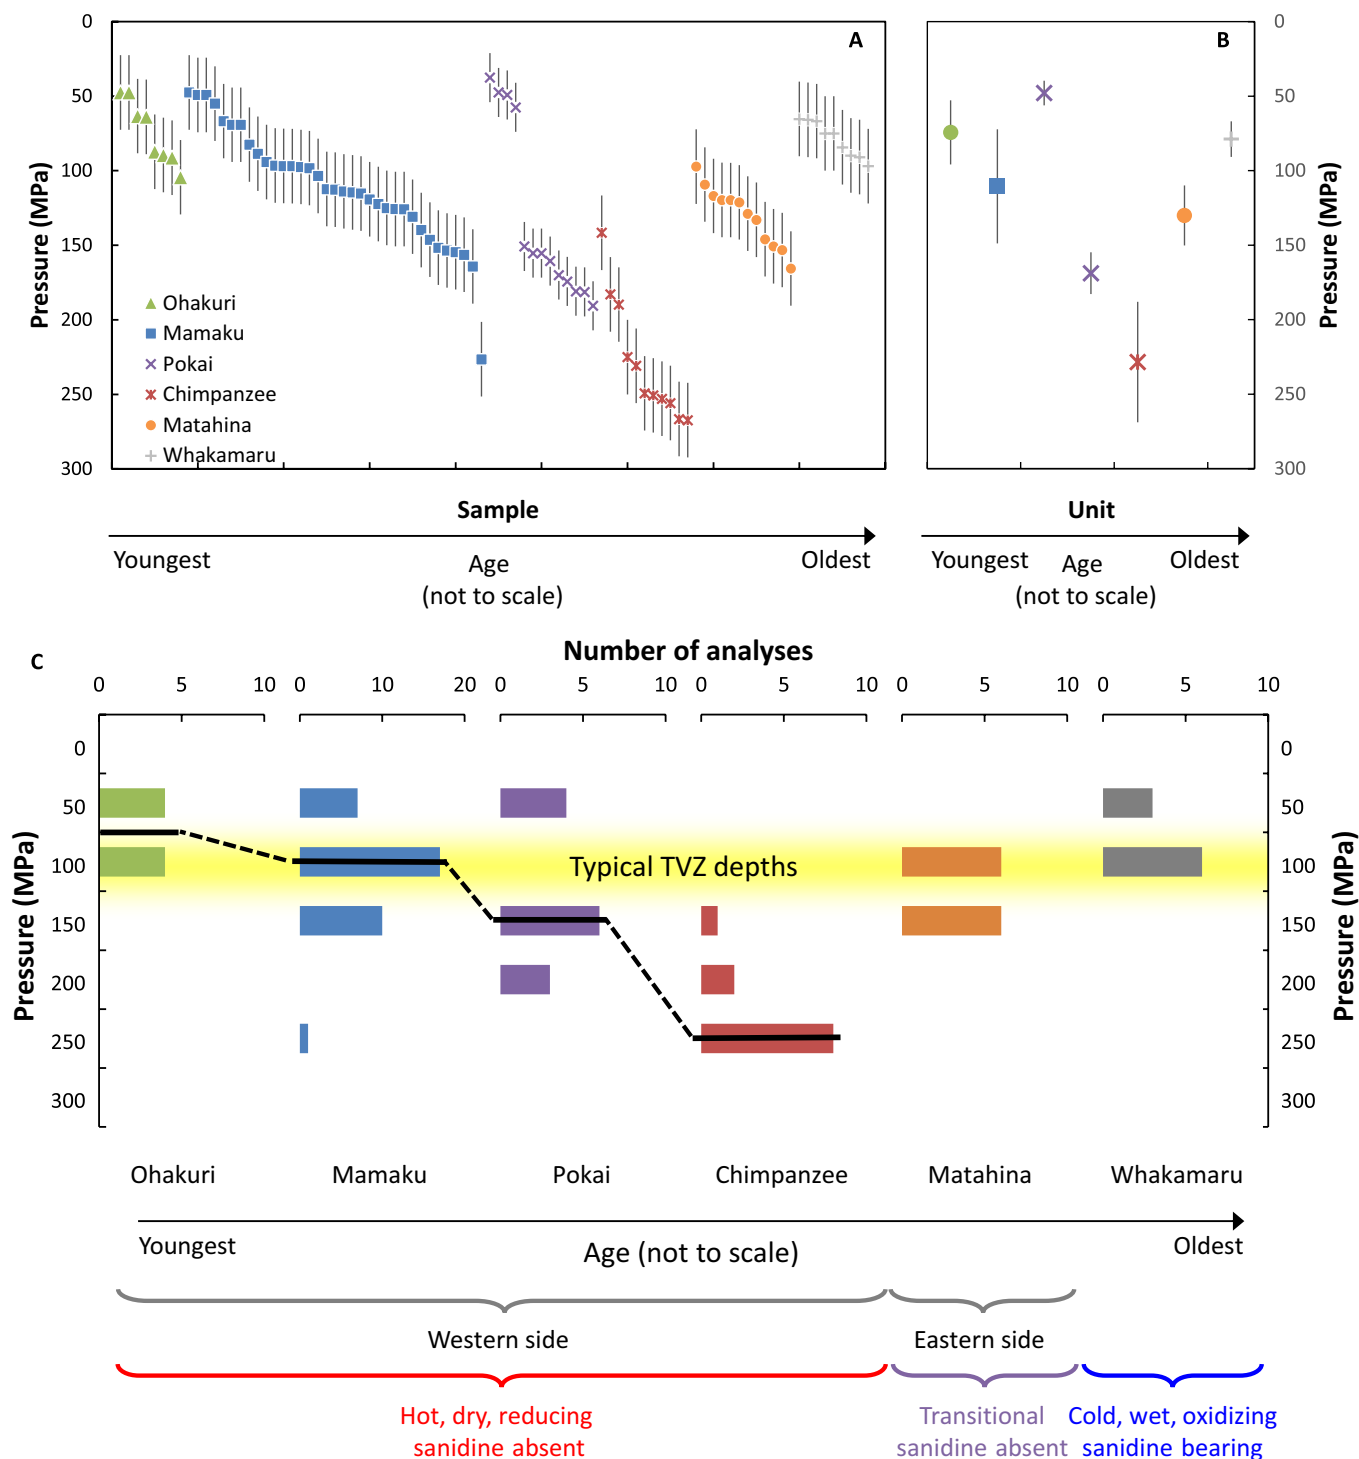 A
B
0
50
100
150
200
250
300
Pressure (MPa)
Ohakuri
Mamaku
Pokai
Chimpanzee
Matahina
Whakamaru
0
50
100
150
200
250
300
Pressure (MPa)
Sample
Unit
Youngest
Age
(not to scale)
Oldest
Youngest
Age
(not to scale)
Oldest
C
Number of analyses
0 5 10 0 10 20 0 5 10 0 5 10 0 5 10 0 5 10
0
50
100
150
200
250
300
Pressure (MPa)
Typical TVZ depths
0
50
100
150
200
250
300
Pressure (MPa)
Ohakuri Mamaku Pokai Chimpanzee Matahina Whakamaru
Youngest
Age (not to scale)
Oldest
Western side
Eastern side
Hot, dry, reducing
sanidine absent
Transitional
sanidine absent
Cold, wet, oxidizing
sanidine bearing